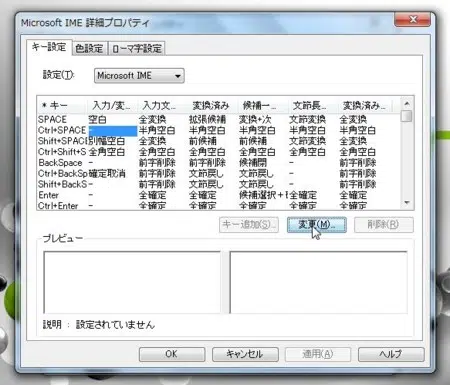 Microsoft IME 詳細プロパティ
キー設定 色設定 ローマ字設定
設定(T): Microsoft IME
* キー 入力/変... 入力文... 変換済み 候補一... 文節長... 変換済み...
SPACE 空白 全変換 拡張候補 変換+次 文節変換 全変換
Ctrl+SPACE - 半角空白 半角空白 半角空白 半角空白 半角空白
Shift+SPACE 別幅空白 全変換 前候補 前候補 文節変換 全変換
Ctrl+Shift+S 全角空白 全角空白 全角空白 全角空白 全角空白 全角空白
BackSpace - 前字削除 前字削除 候補閉 - 前字削除
Ctrl+BackSp 確定取消 前字削除 文節戻し 文節戻し - 文節戻し
Shift+BackS - 前字削除 文節戻し 文節戻し - 前字削除
Enter - 全確定 全確定 候補選択+ 全確定 全確定
Ctrl+Enter - 全確定 全確定 全確定 全確定 全確定
キー追加(S)... 変更(M)... 削除(R)
プレビュー
説明 : 設定されていません
OK キャンセル 適用(A) ヘルプ